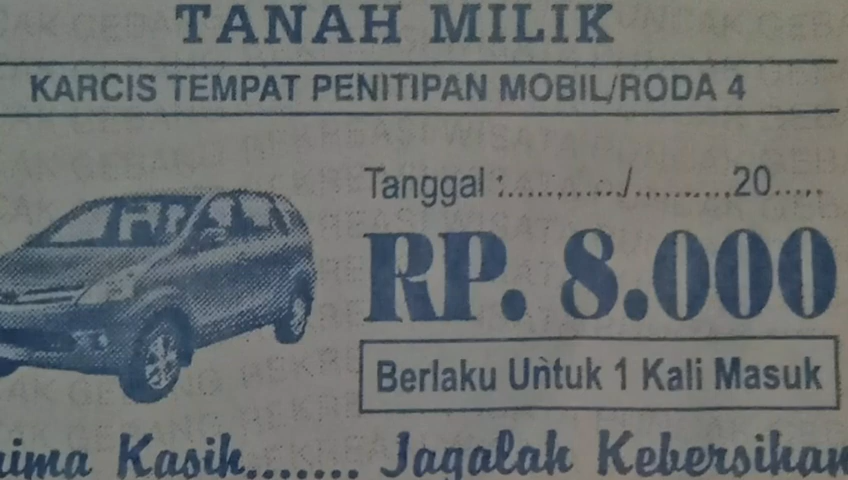 TANAH MILIK
KARCIS TEMPAT PENITIPAN MOBIL/RODA 4
Tanggal :............/...........20.....
RP. 8.000
Berlaku Untuk 1 Kali Masuk
Kasih....... Jagalah Kebersihan